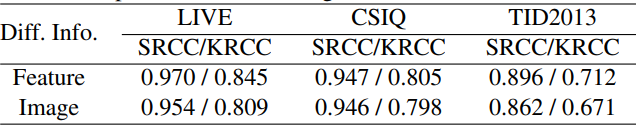 Diff. Info. LIVE CSIQ TID2013
SRCC/KRCC SRCC/KRCC SRCC/KRCC
Feature 0.970 / 0.845 0.947 / 0.805 0.896 / 0.712
Image 0.954 / 0.809 0.946 / 0.798 0.862 / 0.671